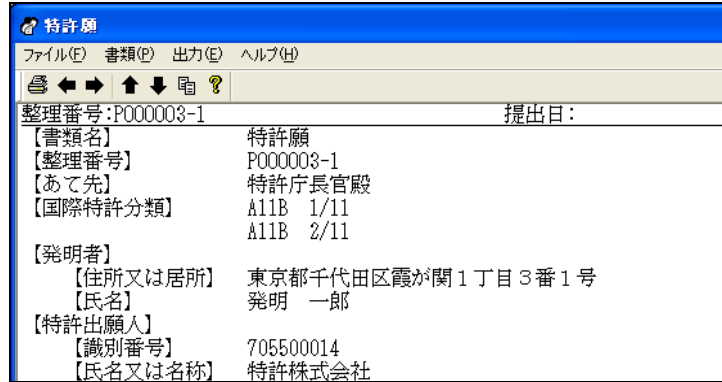 特許願
ファイル(F) 書類(P) 出力(E) ヘルプ(H)
整理番号:P000003-1 提出日:
【書類名】 特許願
【整理番号】 P000003-1
【あて先】 特許庁長官殿
【国際特許分類】 A11B 1/11
A11B 2/11
【発明者】
【住所又は居所】 東京都千代田区霞が関1丁目3番1号
【氏名】 発明 一郎
【特許出願人】
【識別番号】 705500014
【氏名又は名称】 特許株式会社